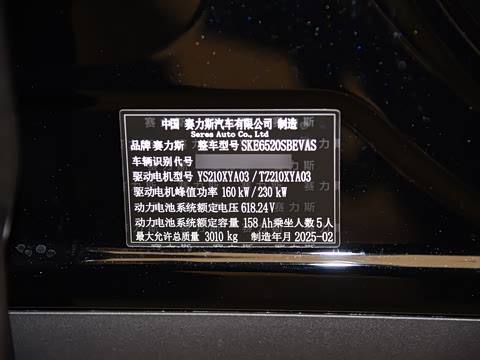 中国 赛力斯汽车有限公司 制造
Seres Auto Co., Ltd
品牌 赛力斯 整车型号 SKE6520SBEVAS
车辆识别代号
驱动电机型号 YS210XYA03 / TZ210XYA03
驱动电机峰值功率 160 kW / 230 kW
动力电池系统额定电压 618.24 V
动力电池系统额定容量 158 Ah 乘坐人数 5 人
最大允许总质量 3010 kg 制造年月 2025-02